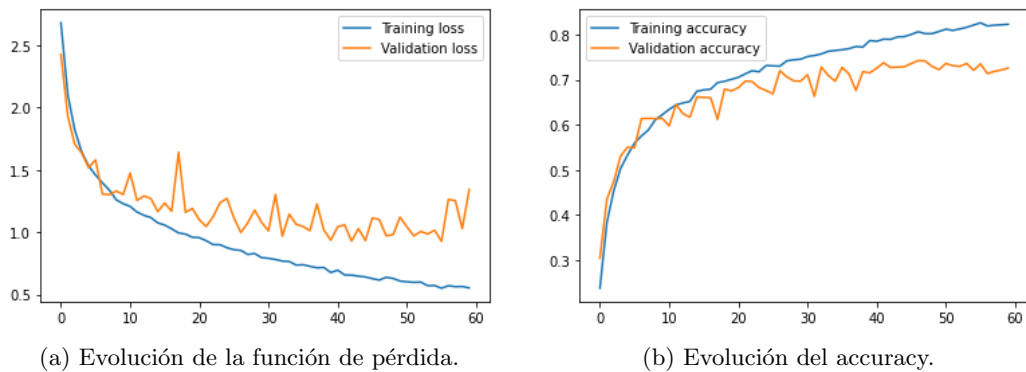 Training loss
Validation loss
2.5
2.0
1.5
1.0
0.5
0 10 20 30 40 50 60
(a) Evolución de la función de pérdida.
Training accuracy
Validation accuracy
0.8
0.7
0.6
0.5
0.4
0.3
0 10 20 30 40 50 60
(b) Evolución del accuracy.